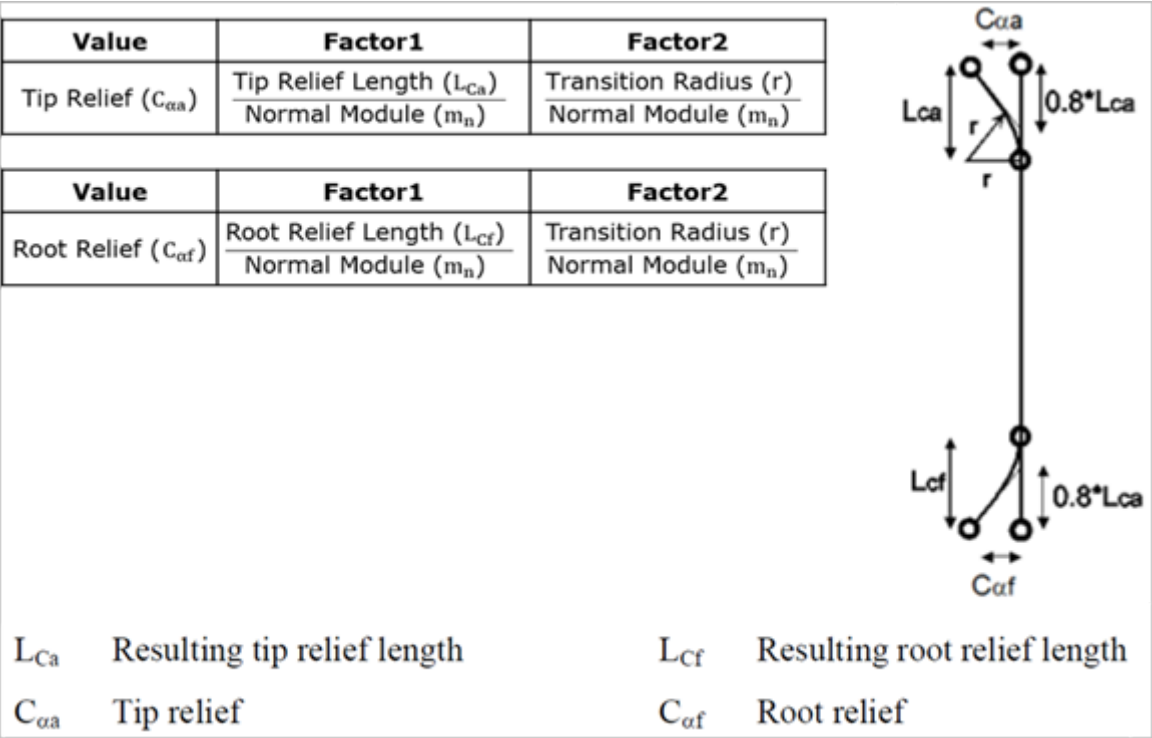 Value Factor1 Factor2
Tip Relief (Cαa) Tip Relief Length (LCa) Transition Radius (r)
Normal Module (mn) Normal Module (mn)
Value Factor1 Factor2
Root Relief (Cαf) Root Relief Length (LCf) Transition Radius (r)
Normal Module (mn) Normal Module (mn)
Cαa
Lca
0.8*Lca
r
r
Lcf
0.8*Lca
Cαf
LCa Resulting tip relief length LCf Resulting root relief length
Cαa Tip relief Cαf Root relief